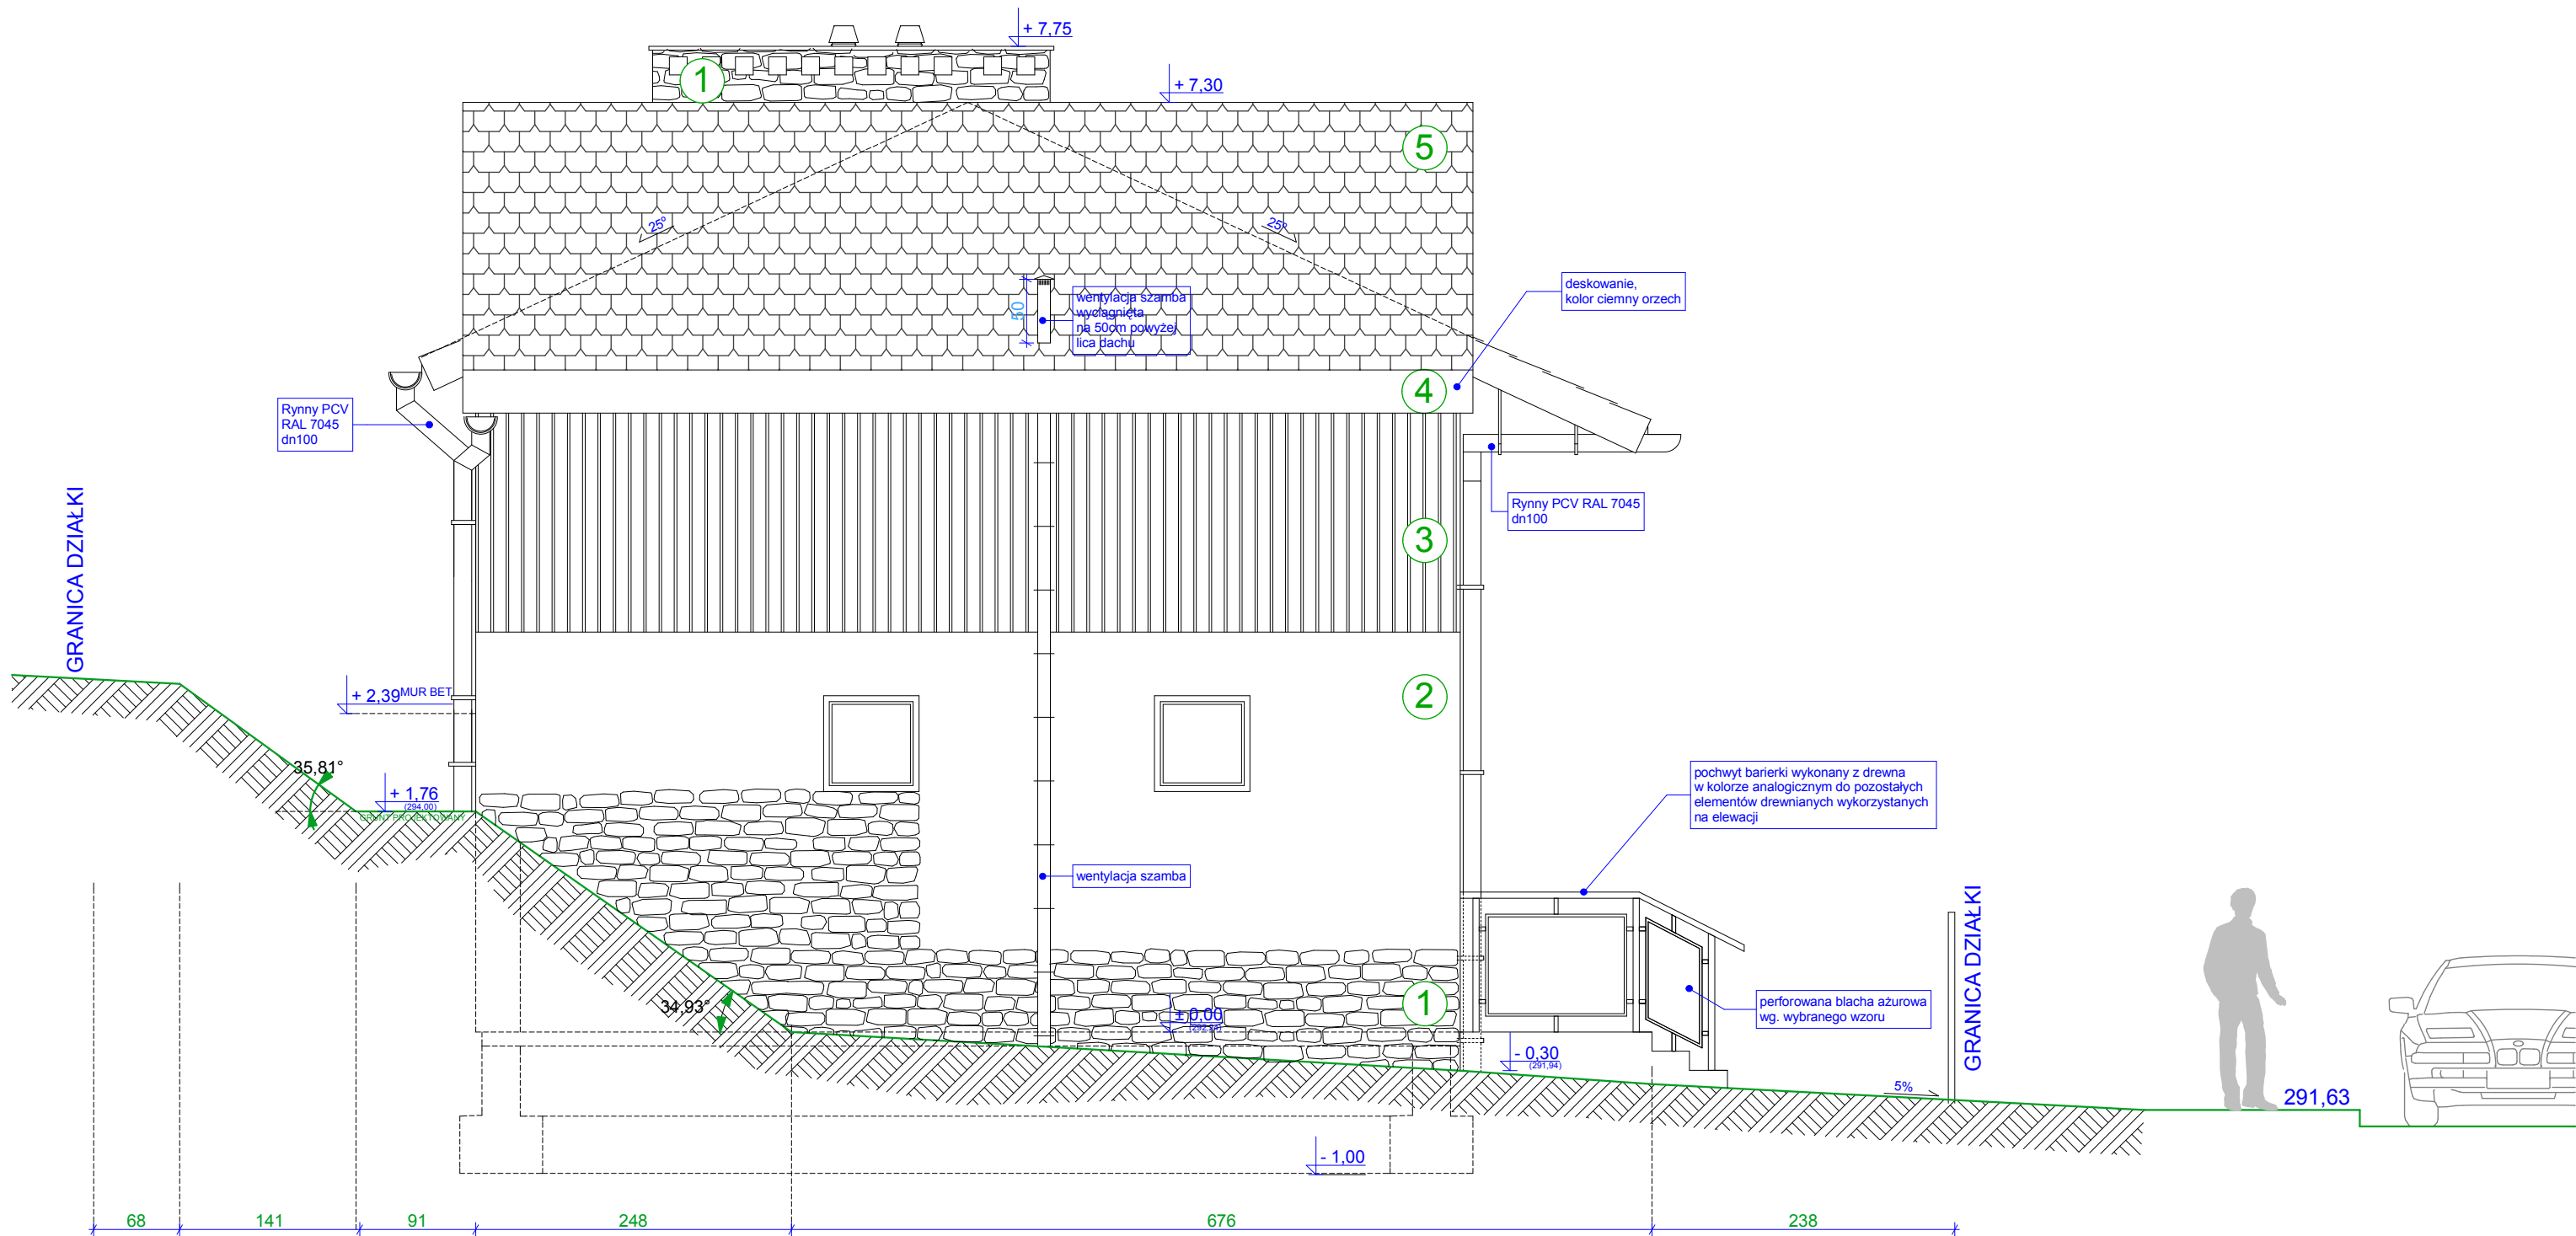 + 7,75
1
+ 7,30
5
25°
25°
50
wentylacja szamba
wyciągnięta
na 50cm powyżej
lica dachu
deskowanie,
kolor ciemny orzech
4
Rynny PCV
RAL 7045
dn100
Rynny PCV RAL 7045
dn100
GRANICA DZIAŁKI
3
+ 2,39
MUR BET
2
35,81°
+ 1,76
(294,00)
GRUNT PROJEKTOWANY
pochwyt barierki wykonany z drewna
w kolorze analogicznym do pozostałych
elementów drewnianych wykorzystanych
na elewacji
wentylacja szamba
GRANICA DZIAŁKI
34,93°
± 0,00
(292,24)
1
perforowana blacha ażurowa
wg. wybranego wzoru
- 0,30
(291,94)
5%
291,63
- 1,00
68
141
91
248
676
238